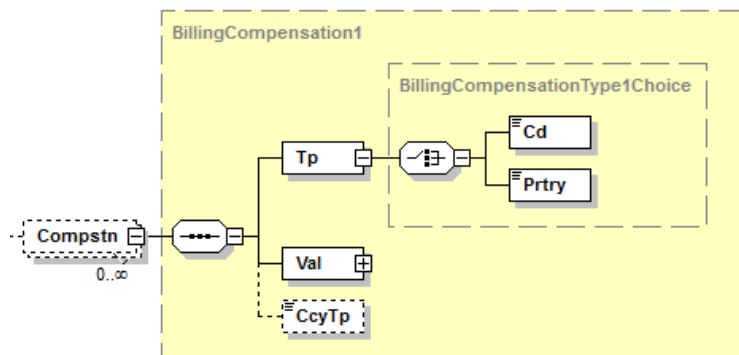 BillingCompensation1
BillingCompensationType1Choice
Cd
Tp
Prtry
Compstn
0..∞
Val
CcyTp